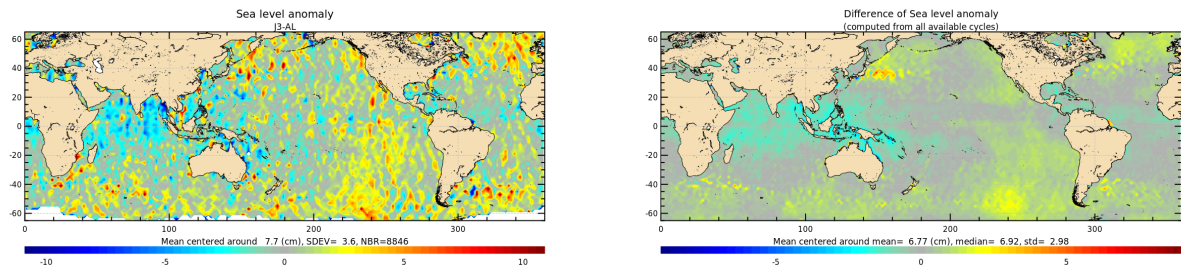 Sea level anomaly
J3-AL
60
40
20
0
-20
-40
-60
0 100 200 300
Mean centered around 7.7 (cm), SDEV= 3.6, NBR=8846
-10 -5 0 5 10
Difference of Sea level anomaly
(computed from all available cycles)
60
40
20
0
-20
-40
-60
0 100 200 300
Mean centered around mean= 6.77 (cm), median= 6.92, std= 2.98
-5 0 5